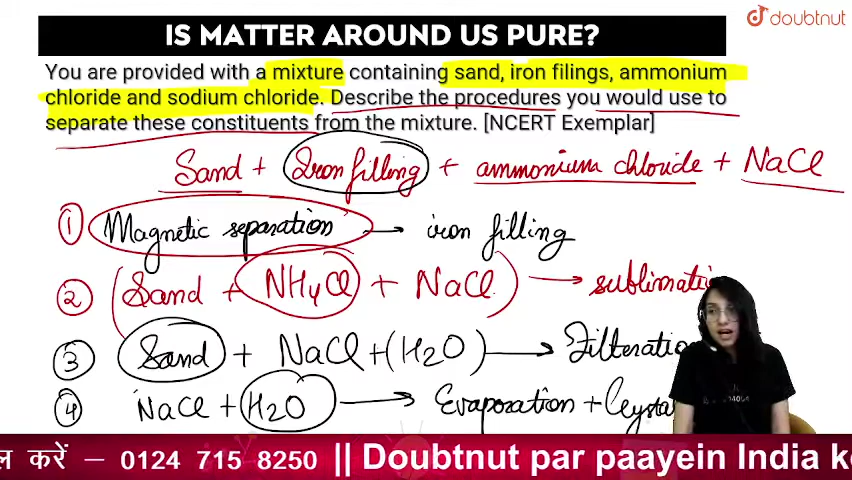 doubtnut
IS MATTER AROUND US PURE?
You are provided with a mixture containing sand, iron filings, ammonium
chloride and sodium chloride. Describe the procedures you would use to
separate these constituents from the mixture. [NCERT Exemplar]
Sand + Iron filling + ammonium chloride + NaCl
① Magnetic separation → iron filling
② (Sand + NH4Cl + NaCl) → sublimati
③ Sand + NaCl + (H2O) → Filteratio
④ NaCl + H2O → Evaporation + Crysta
ल करें – 0124 715 8250 || Doubtnut par paayein India k